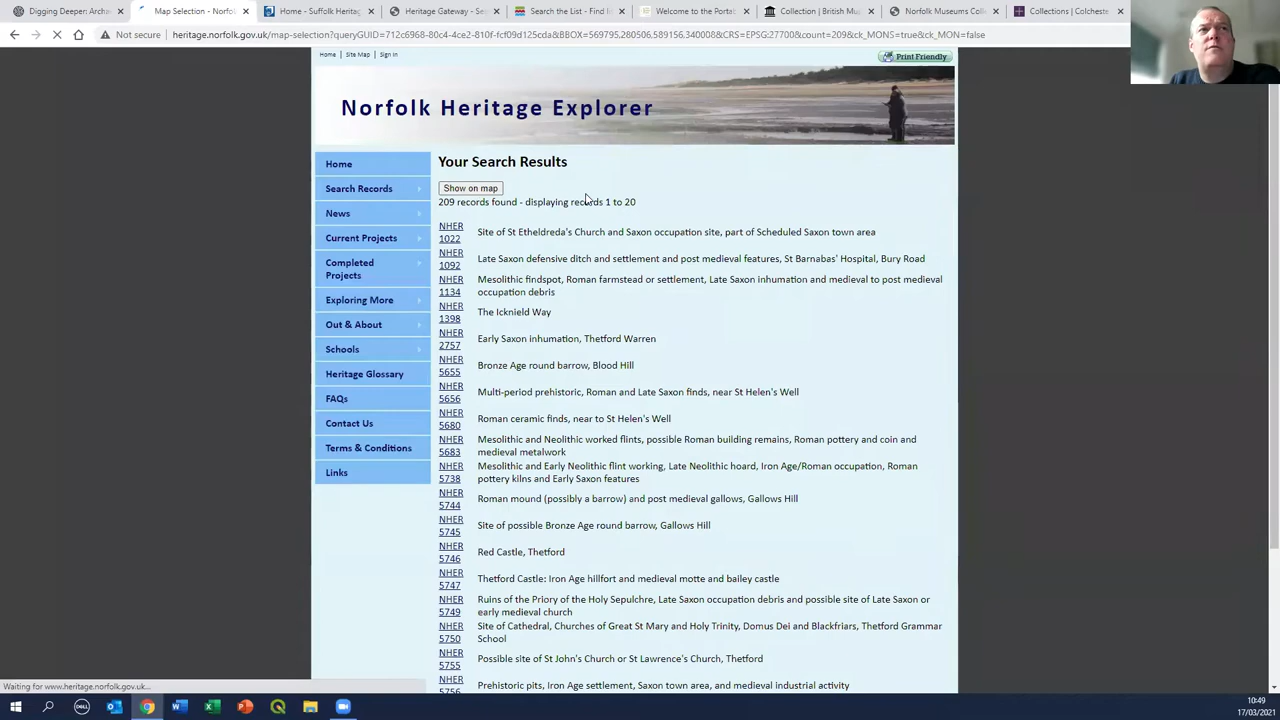 Digging Deeper: Archi
Map Selection - Norfol
Home - Suffolk Heritag
Heritage Gateway - Sea
Search the List - Find li
Welcome to the Portab
Collection | British Mu
Norfolk Museums Colle
Collections | Colchest
Not secure | heritage.norfolk.gov.uk/map-selection?queryGUID=712c6968-80c4-4ce2-810f-fcf09d125cda&BBOX=569795,280506,589156,340008&CRS=EPSG:27700&count=209&ck_MONS=true&ck_MON=false
Home | Site Map | Sign In
Print Friendly
Norfolk Heritage Explorer
Home
Search Records
News
Current Projects
Completed
Projects
Exploring More
Out & About
Schools
Heritage Glossary
FAQs
Contact Us
Terms & Conditions
Links
Your Search Results
Show on map
209 records found - displaying records 1 to 20
NHER
1022
Site of St Etheldreda's Church and Saxon occupation site, part of Scheduled Saxon town area
NHER
1092
Late Saxon defensive ditch and settlement and post medieval features, St Barnabas' Hospital, Bury Road
NHER
1134
Mesolithic findspot, Roman farmstead or settlement, Late Saxon inhumation and medieval to post medieval
occupation debris
NHER
1398
The Icknield Way
NHER
2757
Early Saxon inhumation, Thetford Warren
NHER
5655
Bronze Age round barrow, Blood Hill
NHER
5656
Multi-period prehistoric, Roman and Late Saxon finds, near St Helen's Well
NHER
5680
Roman ceramic finds, near to St Helen's Well
NHER
5683
Mesolithic and Neolithic worked flints, possible Roman building remains, Roman pottery and coin and
medieval metalwork
NHER
5738
Mesolithic and Early Neolithic flint working, Late Neolithic hoard, Iron Age/Roman occupation, Roman
pottery kilns and Early Saxon features
NHER
5744
Roman mound (possibly a barrow) and post medieval gallows, Gallows Hill
NHER
5745
Site of possible Bronze Age round barrow, Gallows Hill
NHER
5746
Red Castle, Thetford
NHER
5747
Thetford Castle: Iron Age hillfort and medieval motte and bailey castle
NHER
5749
Ruins of the Priory of the Holy Sepulchre, Late Saxon occupation debris and possible site of Late Saxon or
early medieval church
NHER
5750
Site of Cathedral, Churches of Great St Mary and Holy Trinity, Domus Dei and Blackfriars, Thetford Grammar
School
NHER
5755
Possible site of St John's Church or St Lawrence's Church, Thetford
NHER
5756
Prehistoric pits, Iron Age settlement, Saxon town area, and medieval industrial activity
Waiting for www.heritage.norfolk.gov.uk...
10:49
17/03/2021